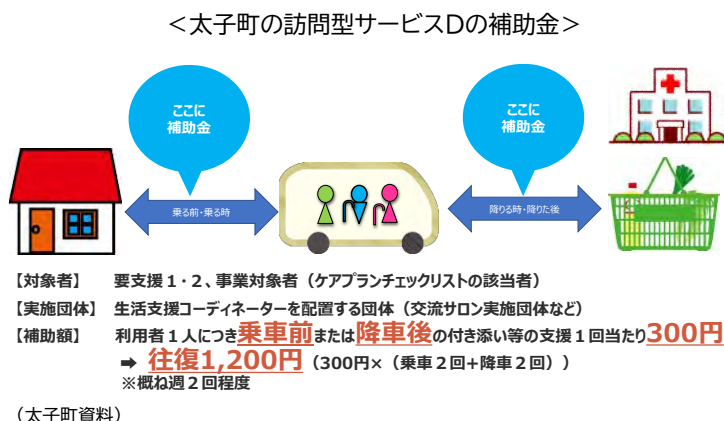 ＜太子町の訪問型サービスDの補助金＞
ここに
補助金
ここに
補助金
乗る前・乗る時
降りる時・降りた後
【対象者】　要支援１・２、事業対象者（ケアプランチェックリストの該当者）
【実施団体】　生活支援コーディネーターを配置する団体（交流サロン実施団体など）
【補助額】　利用者１人につき乗車前または降車後の付き添い等の支援１回当たり300円
➡ 往復1,200円（300円×（乗車２回+降車２回））
※概ね週２回程度
（太子町資料）